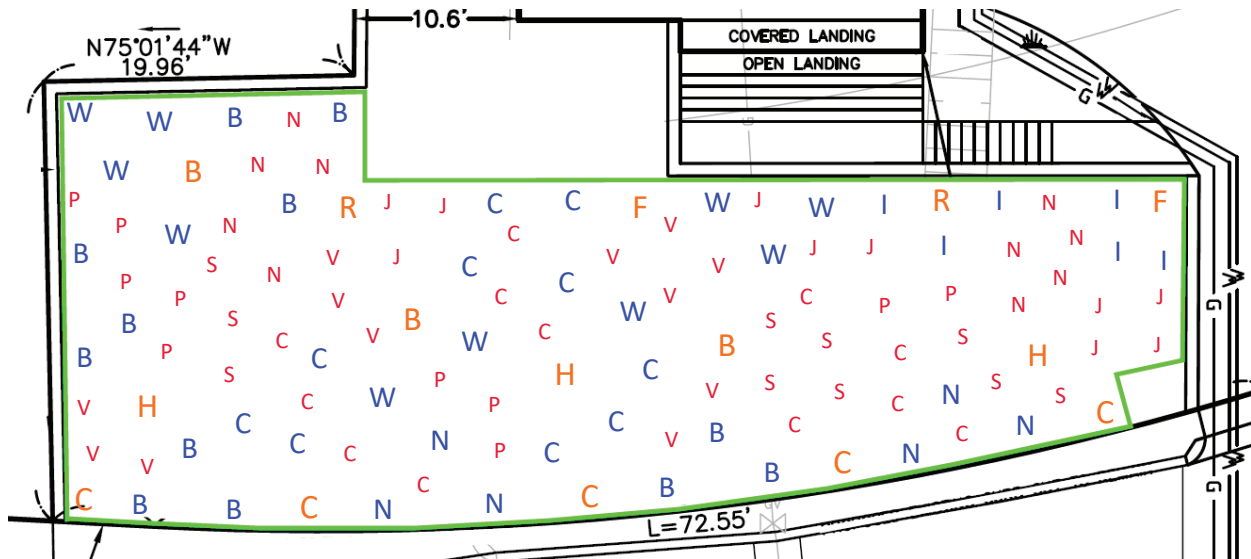 10.6'
N75°01'44"W
19.96'
COVERED LANDING
OPEN LANDING
G W
W W B N B
W B N N
P B R J J C C F W J W I R I N I F
P W N C V
B S N V J C V V W J J I N N I I
P P V C C V W C P P N N J J
B S V B C S
B P S C C W P H C B S C S H J J
V H C C W P V S S C N S S C
V V B C C C N P C C V B C C N C N
C B B C N C N C B B
L=72.55'
W
G
W
G